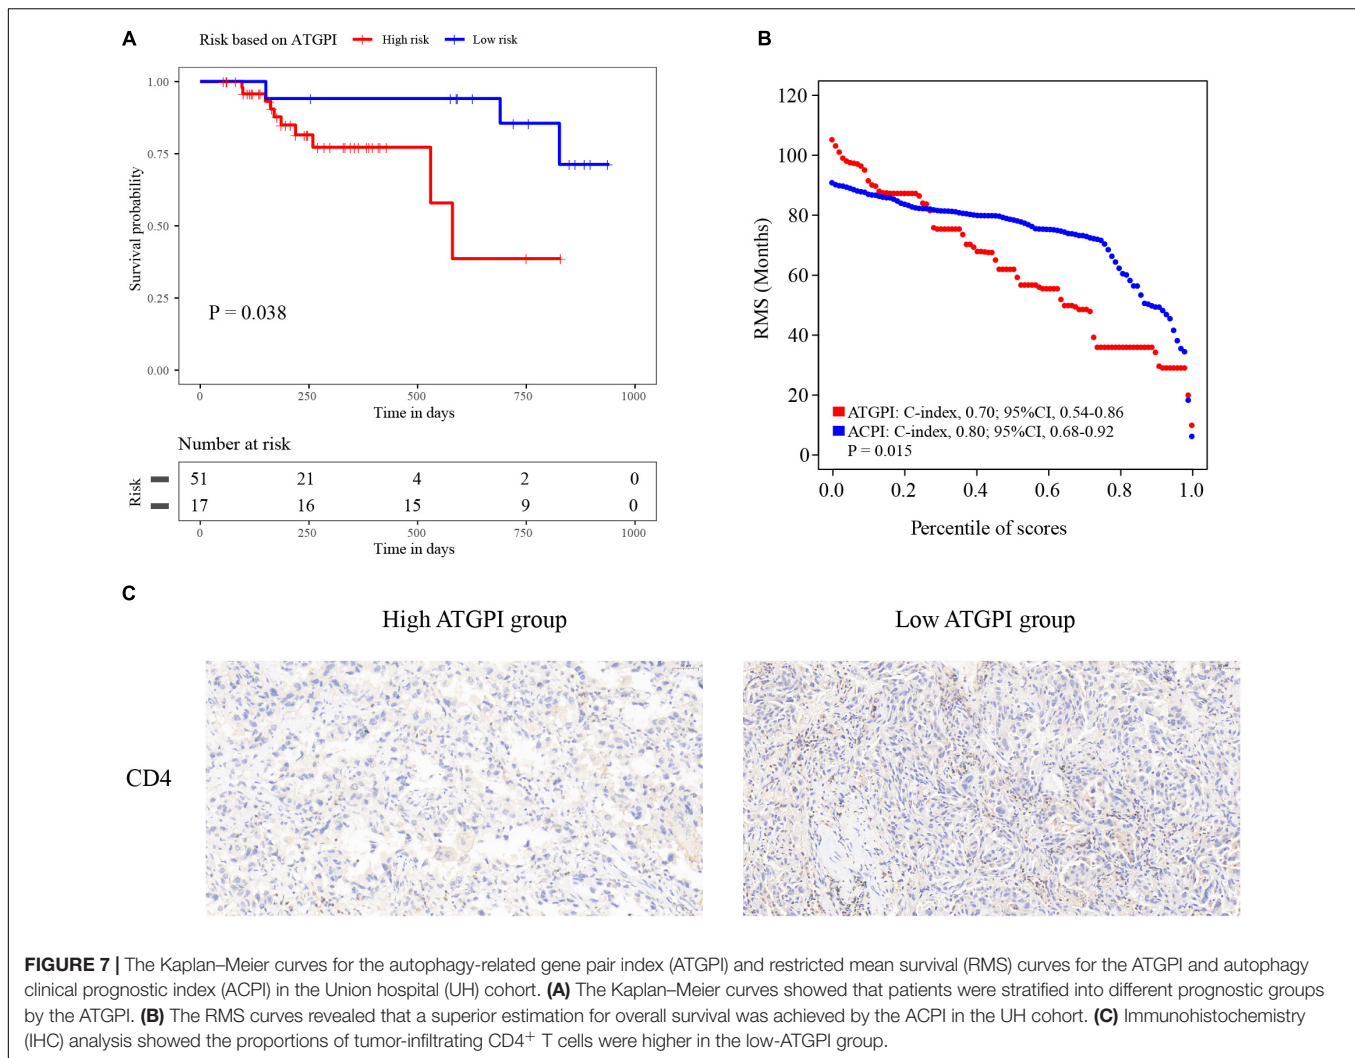 A
Risk based on ATGPI High risk Low risk
1.00
0.75
0.50
0.25
0.00
Survival probability
P = 0.038
0 250 500 750 1000
Time in days
Number at risk
Risk
51 21 4 2 0
17 16 15 9 0
0 250 500 750 1000
Time in days
B
120
100
80
60
40
20
0
RMS (Months)
ATGPI: C-index, 0.70; 95%CI, 0.54-0.86
ACPI: C-index, 0.80; 95%CI, 0.68-0.92
P = 0.015
0.0 0.2 0.4 0.6 0.8 1.0
Percentile of scores
C
High ATGPI group Low ATGPI group
CD4
FIGURE 7 | The Kaplan–Meier curves for the autophagy-related gene pair index (ATGPI) and restricted mean survival (RMS) curves for the ATGPI and autophagy
clinical prognostic index (ACPI) in the Union hospital (UH) cohort. (A) The Kaplan–Meier curves showed that patients were stratified into different prognostic groups
by the ATGPI. (B) The RMS curves revealed that a superior estimation for overall survival was achieved by the ACPI in the UH cohort. (C) Immunohistochemistry
(IHC) analysis showed the proportions of tumor-infiltrating CD4+ T cells were higher in the low-ATGPI group.